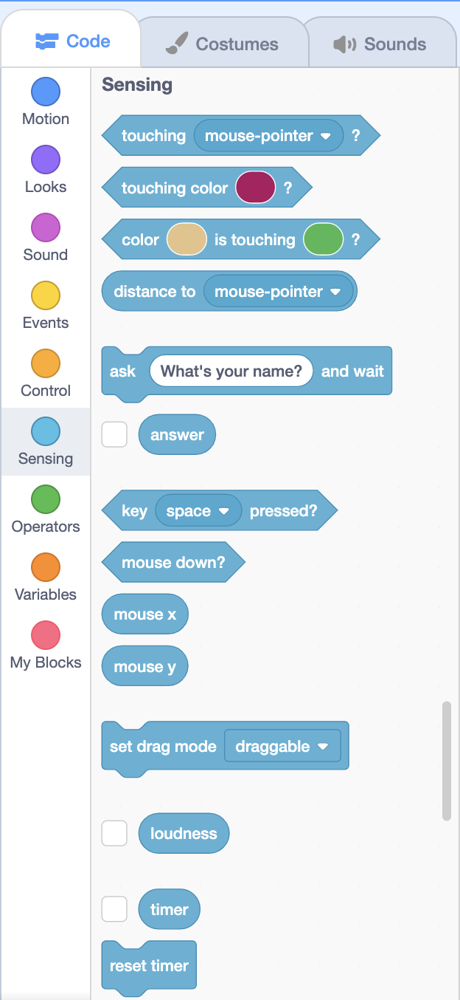 Code Costumes Sounds
Motion
Looks
Sound
Events
Control
Sensing
Operators
Variables
My Blocks
Sensing
touching mouse-pointer ?
touching color ?
color is touching ?
distance to mouse-pointer
ask What's your name? and wait
answer
key space pressed?
mouse down?
mouse x
mouse y
set drag mode draggable
loudness
timer
reset timer